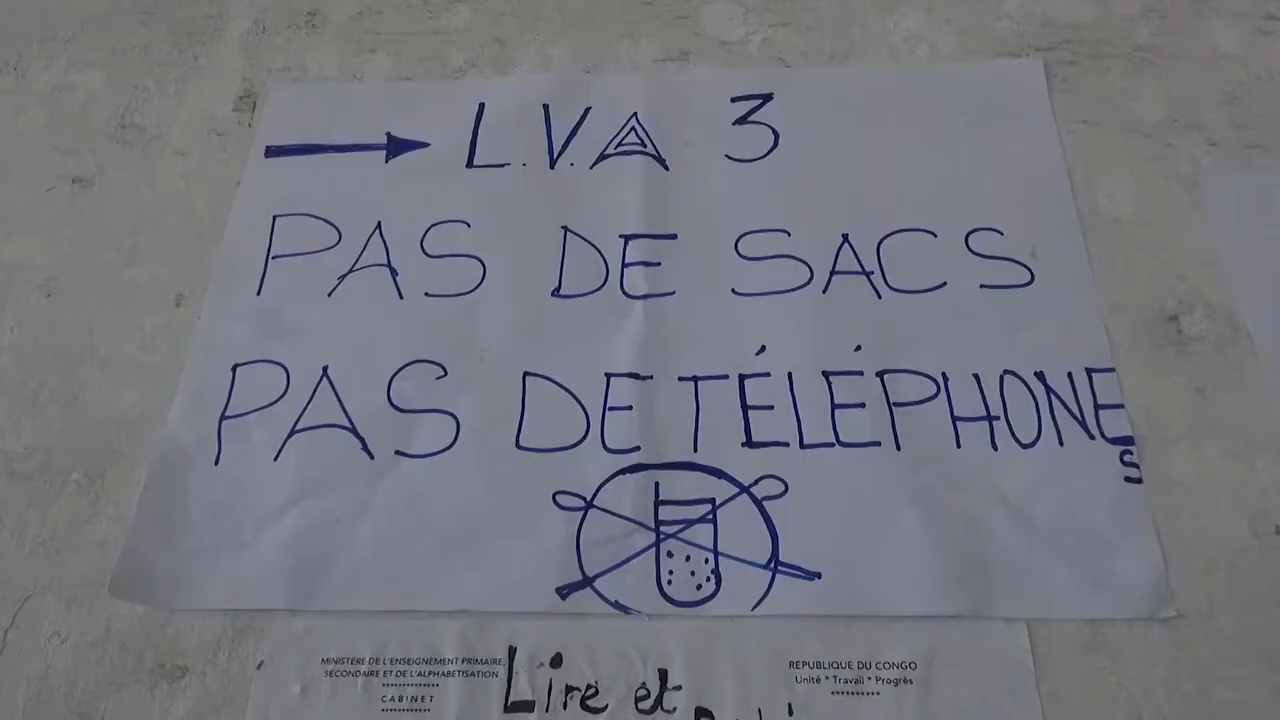 L.V.A 3
PAS DE SACS
PAS DE TÉLÉPHONES
MINISTÈRE DE L'ENSEIGNEMENT PRIMAIRE,
SECONDAIRE ET DE L'ALPHABETISATION
*************
CABINET
***********
Lire et
REPUBLIQUE DU CONGO
Unité * Travail * Progrès
**********